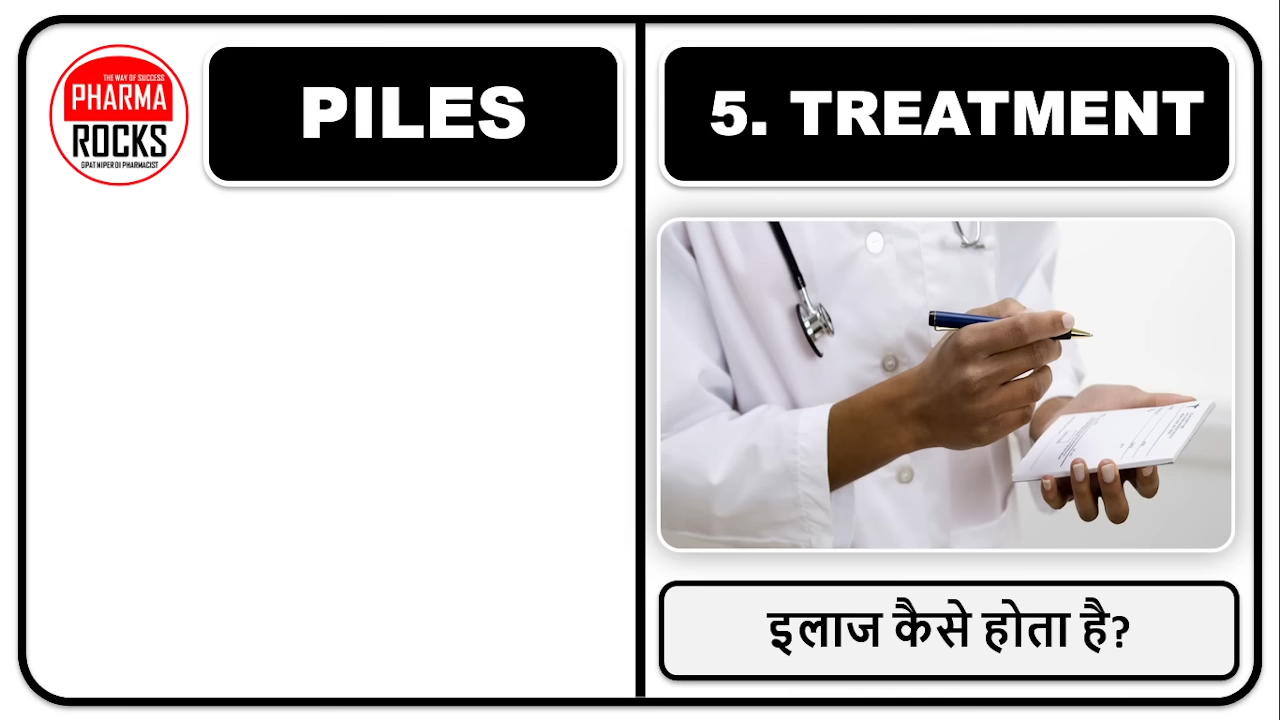 THE WAY OF SUCCESS
PHARMA
ROCKS
GPAT NIPER DI PHARMACIST
PILES
5. TREATMENT
इलाज कैसे होता है?